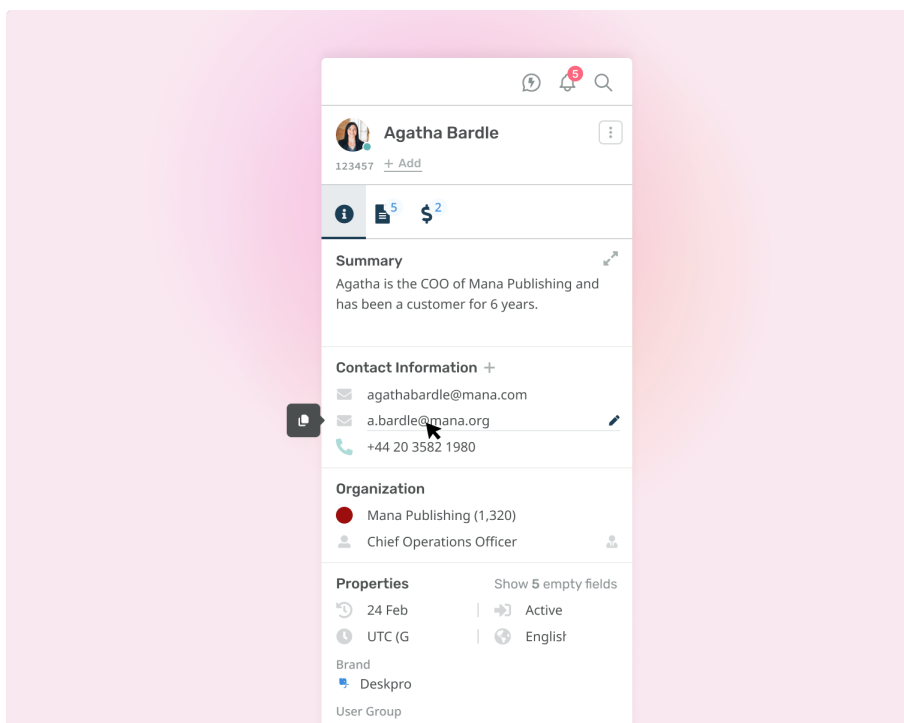 5
Agatha Bardle
123457 + Add
5 2
Summary
Agatha is the COO of Mana Publishing and
has been a customer for 6 years.
Contact Information +
agathabardle@mana.com
a.bardle@mana.org
+44 20 3582 1980
Organization
Mana Publishing (1,320)
Chief Operations Officer
Properties Show 5 empty fields
24 Feb Active
UTC (G English
Brand
Deskpro
User Group